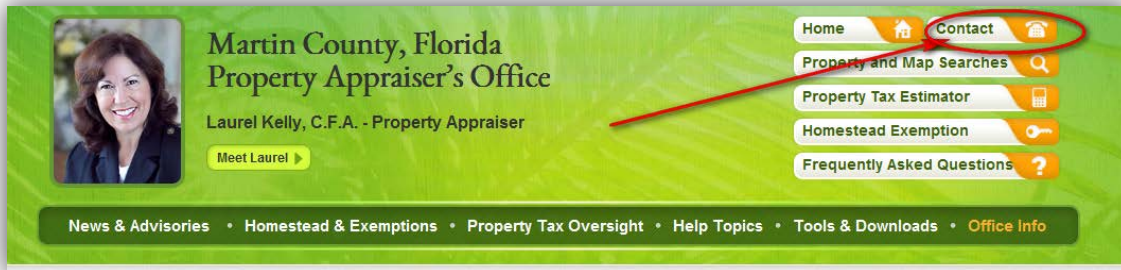 Martin County, Florida
Property Appraiser's Office
Laurel Kelly, C.F.A. - Property Appraiser
Meet Laurel
Home
Contact
Property and Map Searches
Property Tax Estimator
Homestead Exemption
Frequently Asked Questions ?
News & Advisories • Homestead & Exemptions • Property Tax Oversight • Help Topics • Tools & Downloads • Office Info